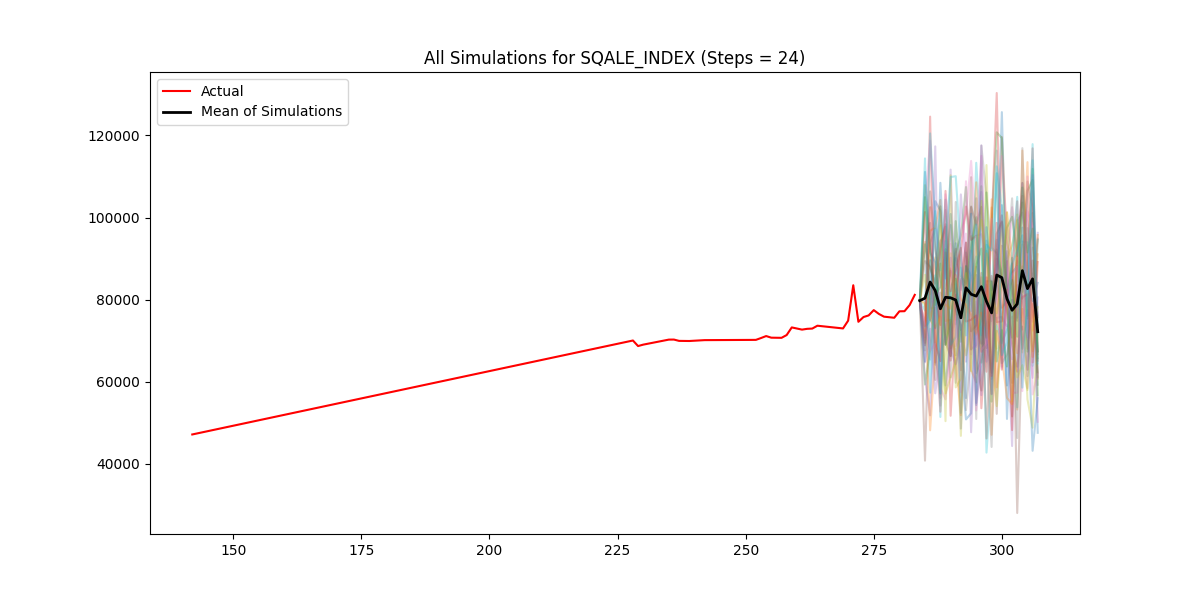 All Simulations for SQALE_INDEX (Steps = 24)
Actual
Mean of Simulations
120000
100000
80000
60000
40000
150 175 200 225 250 275 300